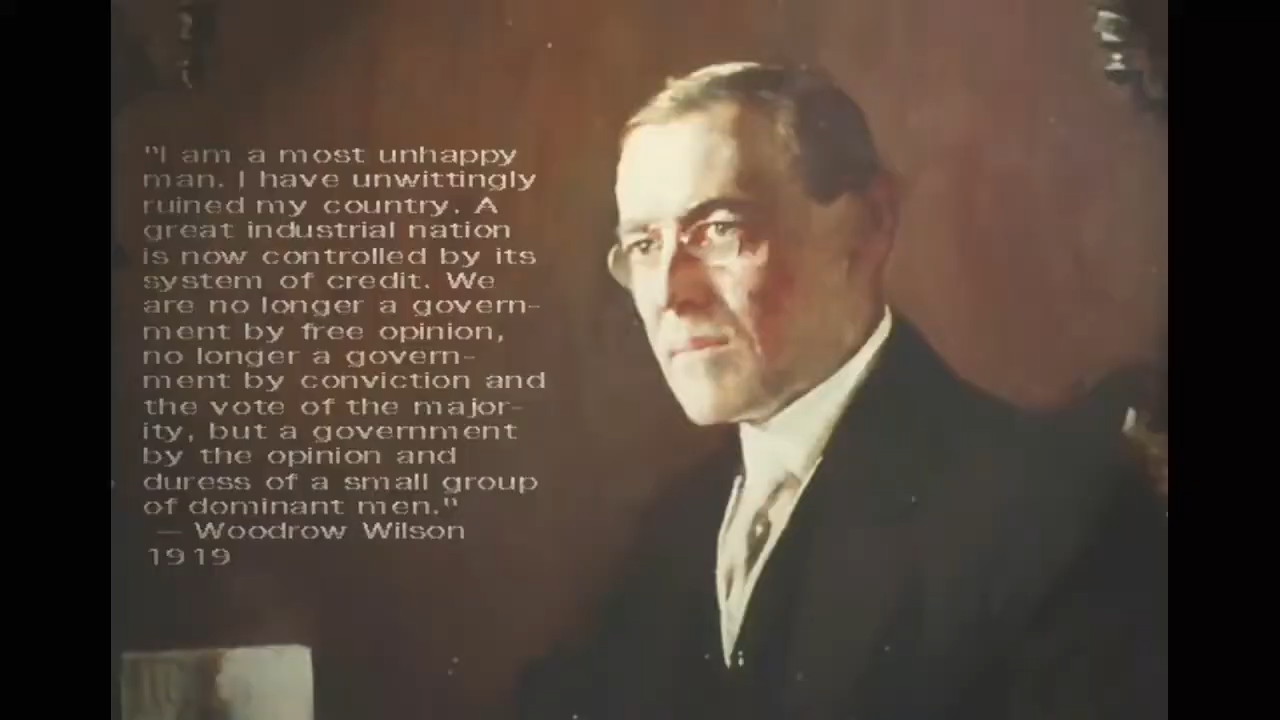 "I am a most unhappy
man. I have unwittingly
ruined my country. A
great industrial nation
is now controlled by its
system of credit. We
are no longer a govern-
ment by free opinion,
no longer a govern-
ment by conviction and
the vote of the major-
ity, but a government
by the opinion and
duress of a small group
of dominant men."
— Woodrow Wilson
1919